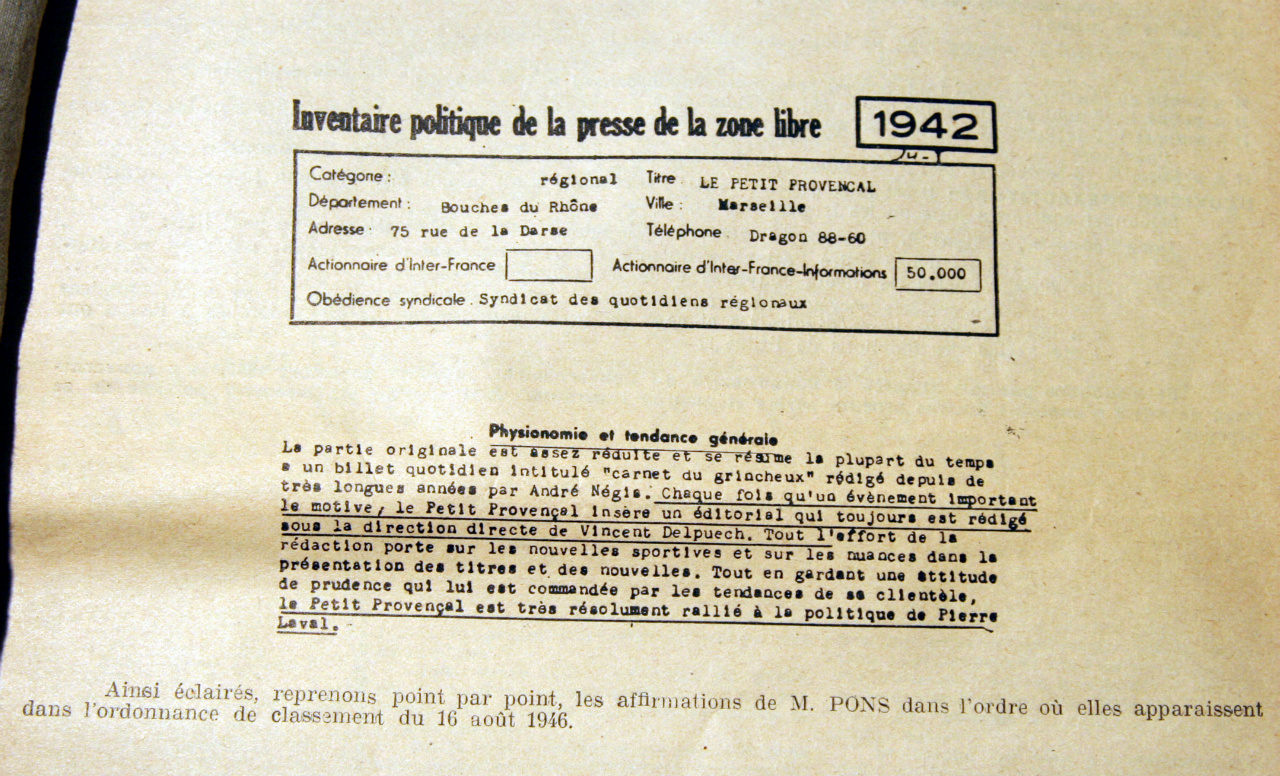 Inventaire politique de la presse de la zone libre 1942
Catégorie : régional Titre LE PETIT PROVENCAL
Département : Bouches du Rhône Ville : Marseille
Adresse : 75 rue de la Darse Téléphone Dragon 88-60
Actionnaire d'Inter-France Actionnaire d'Inter-France-Informations 50.000
Obédience syndicale . Syndicat des quotidiens régionaux
Physionomie et tendance générale
La partie originale est assez réduite et se résume la plupart du temps
a un billet quotidien intitulé "carnet du grincheux" rédigé depuis de
très longues années par André Négis. Chaque fois qu'un évènement important
le motive, le Petit Provençal insère un éditorial qui toujours est rédigé
sous la direction directe de Vincent Delpuech. Tout l'effort de la
rédaction porte sur les nouvelles sportives et sur les nuances dans la
présentation des titres et des nouvelles. Tout en gardant une attitude
de prudence qui lui est commandée par les tendances de sa clientèle,
le Petit Provençal est très résolument rallié à la politique de Pierre
Laval.
Ainsi éclairés, reprenons point par point, les affirmations de M. PONS dans l'ordre où elles apparaissent
dans l'ordonnance de classement du 16 août 1946.